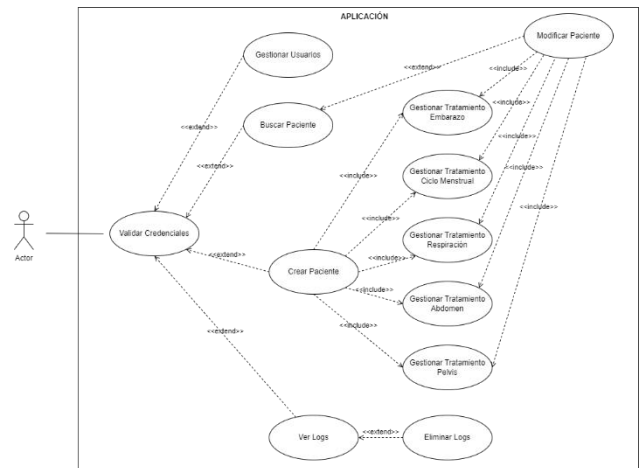 APLICACIÓN
Modificar Paciente
Gestionar Usuarios
<<extend>>
<<include>>
Gestionar Tratamiento
Embarazo
Buscar Paciente
<<extend>>
<<include>>
<<extend>>
<<include>>
Gestionar Tratamiento
Ciclo Menstrual
<<include>>
<<include>>
<<include>>
Validar Credenciales
Gestionar Tratamiento
Respiración
Actor
<<extend>>
<<include>>
<<include>>
Crear Paciente
<<include>>
Gestionar Tratamiento
Abdomen
<<include>>
<<extend>>
Gestionar Tratamiento
Pelvis
Ver Logs
<<extend>>
Eliminar Logs